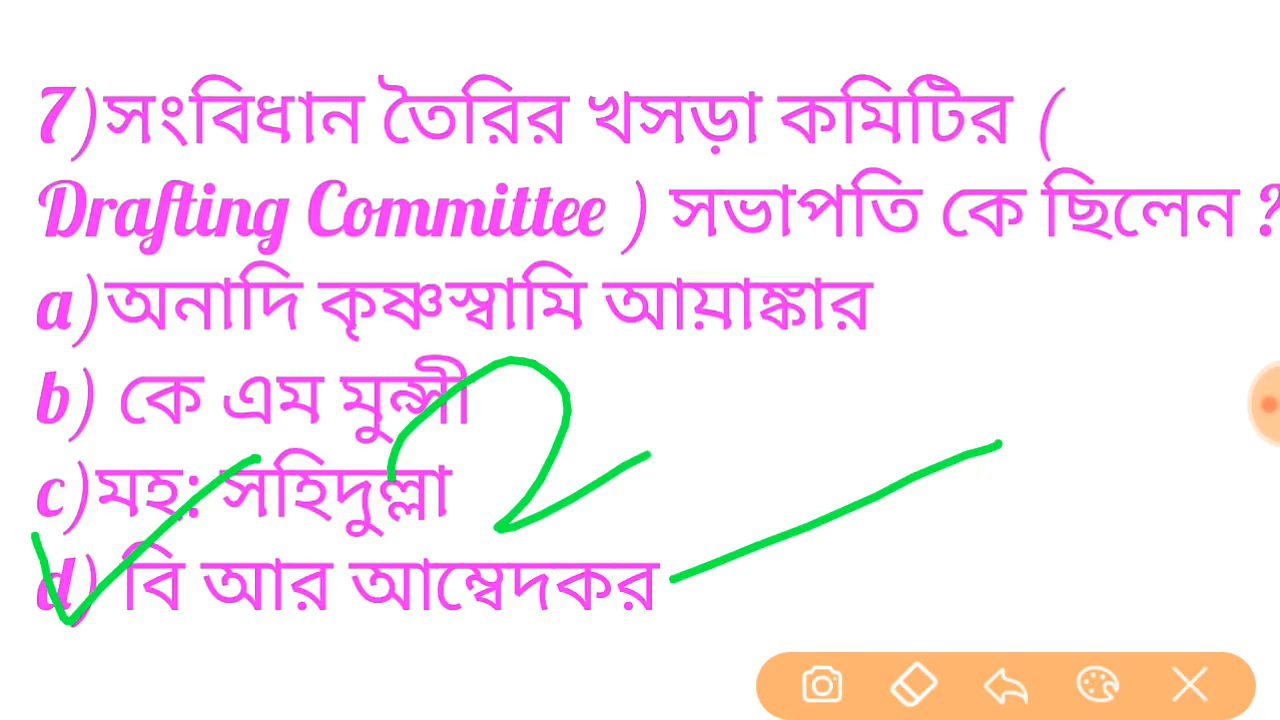 7)সংবিধান তৈরির খসড়া কমিটির (
Drafting Committee ) সভাপতি কে ছিলেন ?
a)অনাদি কৃষ্ণস্বামি আয়াঙ্কার
b) কে এম মুন্সী
c)মহ: সহিদুল্লা
d) বি আর আম্বেদকর